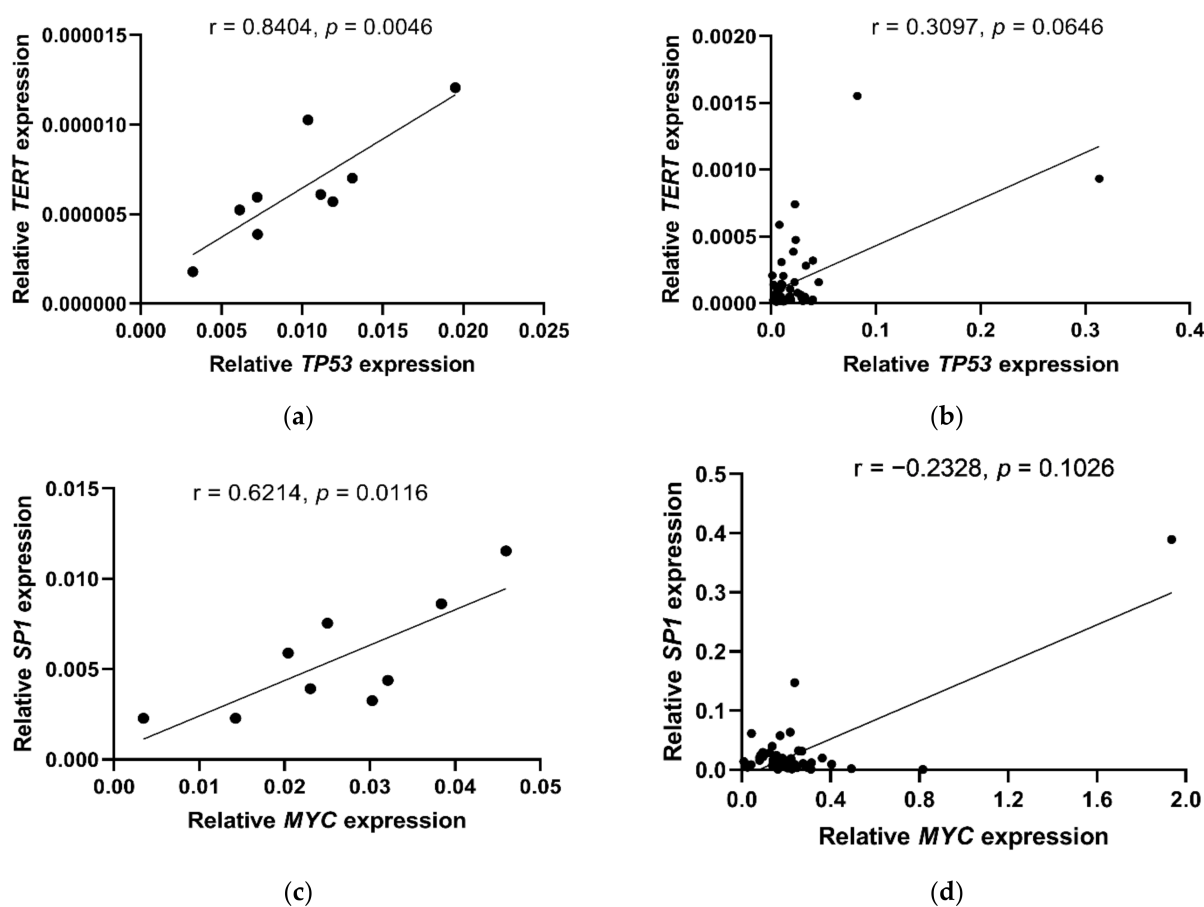 r = 0.8404, p = 0.0046
0.000015
0.000010
0.000005
0.000000
Relative TERT expression
0.000 0.005 0.010 0.015 0.020 0.025
Relative TP53 expression
(a)
r = 0.3097, p = 0.0646
0.0020
0.0015
0.0010
0.0005
0.0000
Relative TERT expression
0.0 0.1 0.2 0.3 0.4
Relative TP53 expression
(b)
r = 0.6214, p = 0.0116
0.015
0.010
0.005
0.000
Relative SP1 expression
0.00 0.01 0.02 0.03 0.04 0.05
Relative MYC expression
(c)
r = −0.2328, p = 0.1026
0.5
0.4
0.3
0.2
0.1
0.0
Relative SP1 expression
0.0 0.4 0.8 1.2 1.6 2.0
Relative MYC expression
(d)